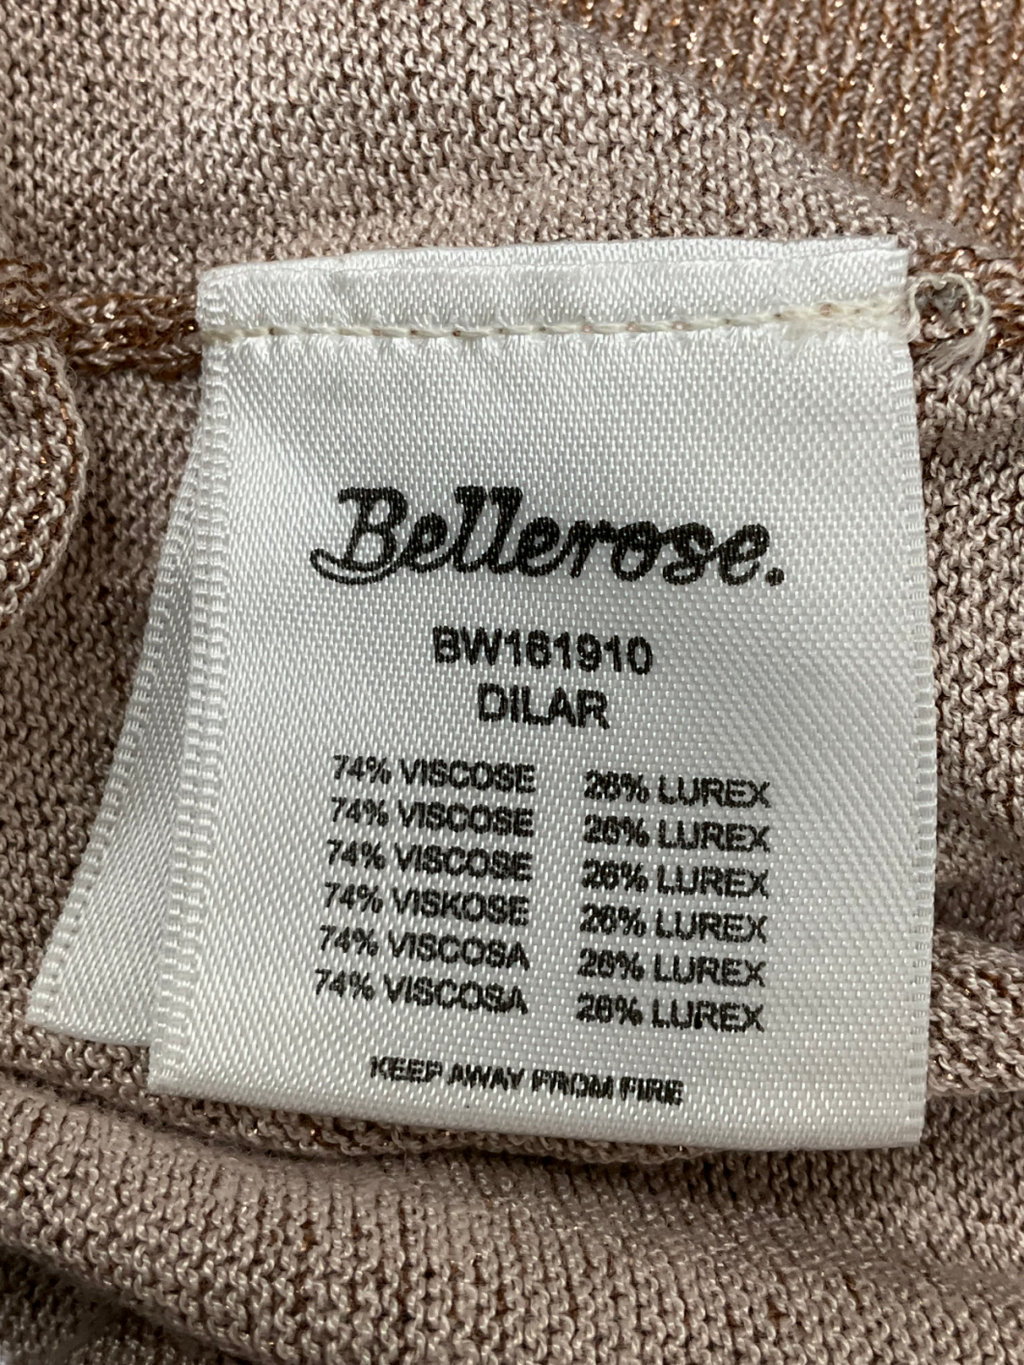 Bellerose.
BW161910
DILAR
74% VISCOSE 26% LUREX
74% VISCOSE 26% LUREX
74% VISCOSE 26% LUREX
74% VISKOSE 26% LUREX
74% VISCOSA 26% LUREX
74% VISCOSA 26% LUREX
KEEP AWAY FROM FIRE